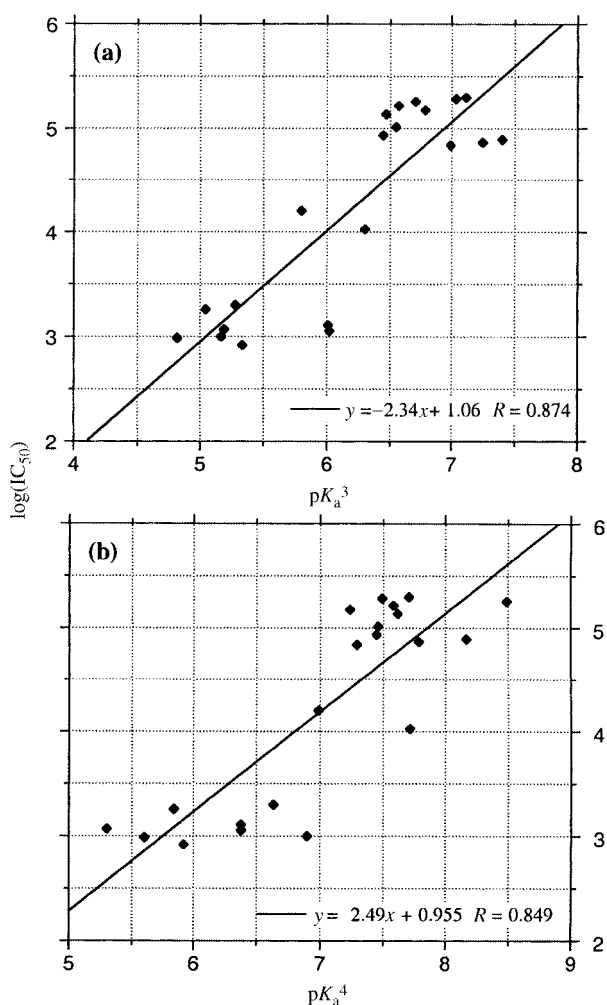 6
(a)
5
4
3
y =−2.34x+ 1.06 R = 0.874
2
4 5 6 7 8
pKa3
log(IC50)
6
(b)
5
4
3
y = 2.49x + 0.955 R = 0.849
2
5 6 7 8 9
pKa4